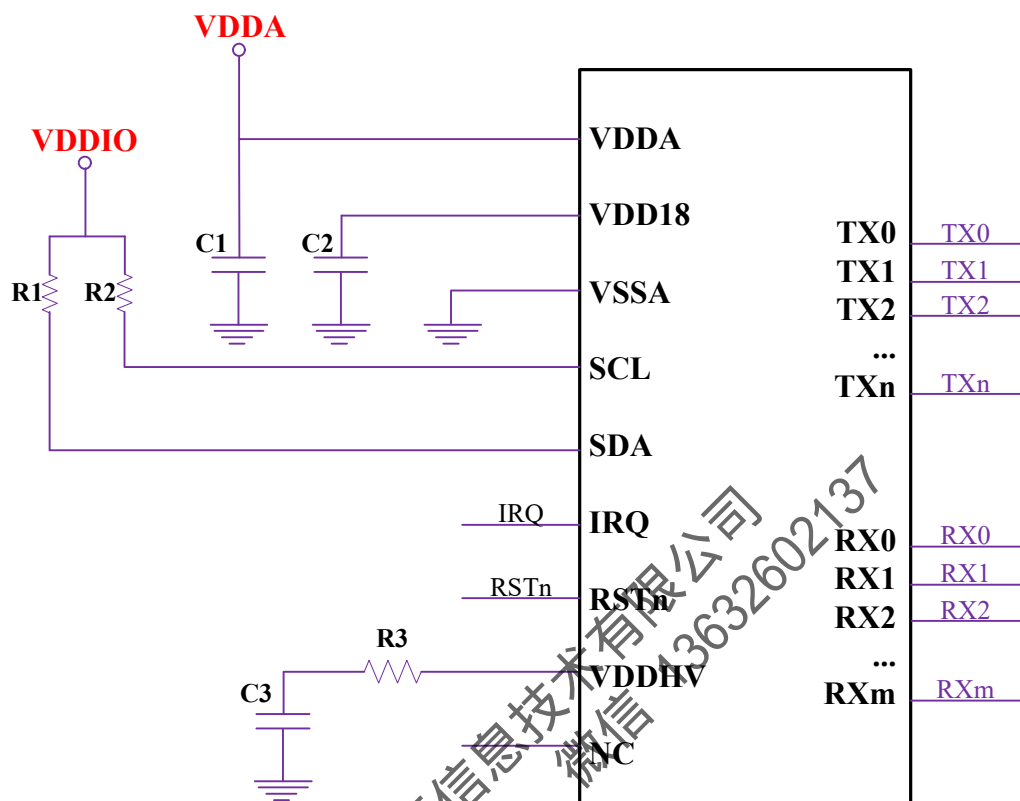 VDDA
VDDIO
C1
C2
R1
R2
VDDA
VDD18
VSSA
SCL
SDA
IRQ
IRQ
RSTn
RSTn
R3
C3
VDDHV
NC
TX0
TX0
TX1
TX1
TX2
TX2
...
TXn
TXn
RX0
RX0
RX1
RX1
RX2
RX2
...
RXm
RXm
信息技术有限公司
微信 13632602137